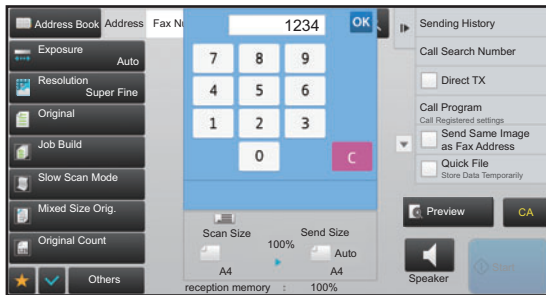 Address Book
Address
Fax Nu
1234
OK
Sending History
Exposure
Auto
Call Search Number
Resolution
Super Fine
Direct TX
Original
Call Program
Call Registered settings
Job Build
Send Same Image
as Fax Address
Slow Scan Mode
Quick File
Store Data Temporarily
Mixed Size Orig.
Original Count
Others
7 8 9
4 5 6
1 2 3
0 C
Scan Size
100%
Send Size
Auto
A4
A4
reception memory : 100%
Preview
CA
Speaker
Start